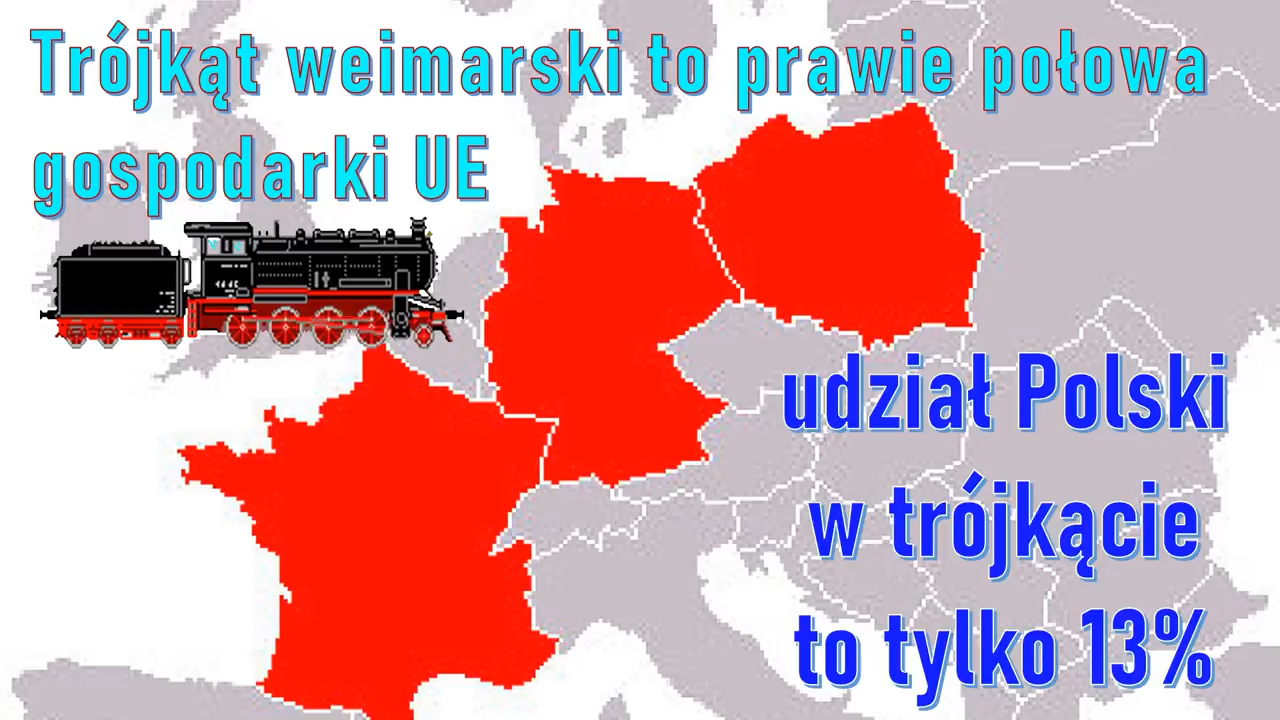 Trójkąt weimarski to prawie połowa
gospodarki UE
udział Polski
w trójkącie
to tylko 13%